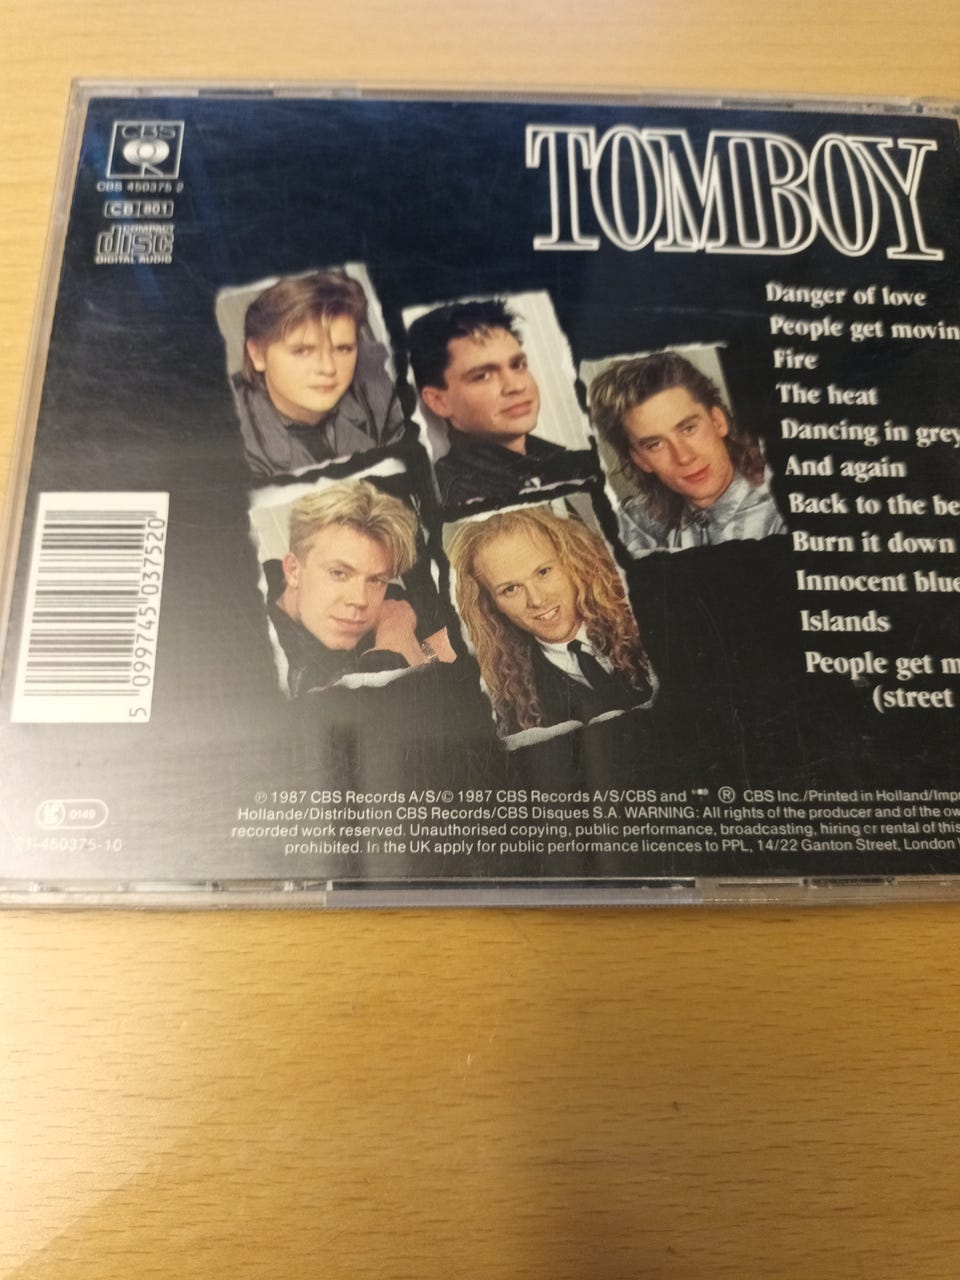 CBS
CBS 450375 2
CB 801
COMPACT
disc
DIGITAL AUDIO
TOMBOY
Danger of love
People get movin
Fire
The heat
Dancing in grey
And again
Back to the be
Burn it down
Innocent blue
Islands
People get m
(street
5 099745 037520
0149
21-450375-10
℗ 1987 CBS Records A/S/© 1987 CBS Records A/S/CBS and ® CBS Inc./Printed in Holland/Impr
Hollande/Distribution CBS Records/CBS Disques S.A. WARNING: All rights of the producer and of the ow
recorded work reserved. Unauthorised copying, public performance, broadcasting, hiring or rental of this
prohibited. In the UK apply for public performance licences to PPL, 14/22 Ganton Street, London W